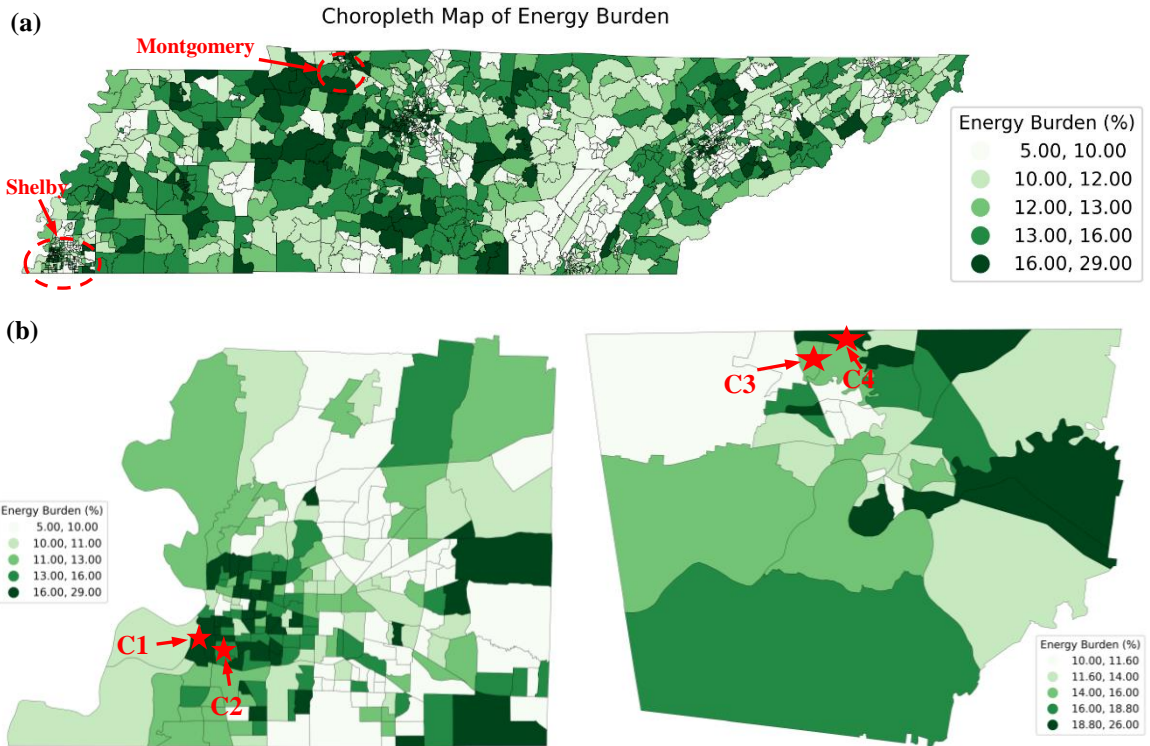 (a)
Choropleth Map of Energy Burden
Montgomery
Shelby
Energy Burden (%)
5.00, 10.00
10.00, 12.00
12.00, 13.00
13.00, 16.00
16.00, 29.00
(b)
Energy Burden (%)
5.00, 10.00
10.00, 11.00
11.00, 13.00
13.00, 16.00
16.00, 29.00
C1
C2
C3
C4
Energy Burden (%)
10.00, 11.60
11.60, 14.00
14.00, 16.00
16.00, 18.80
18.80, 26.00